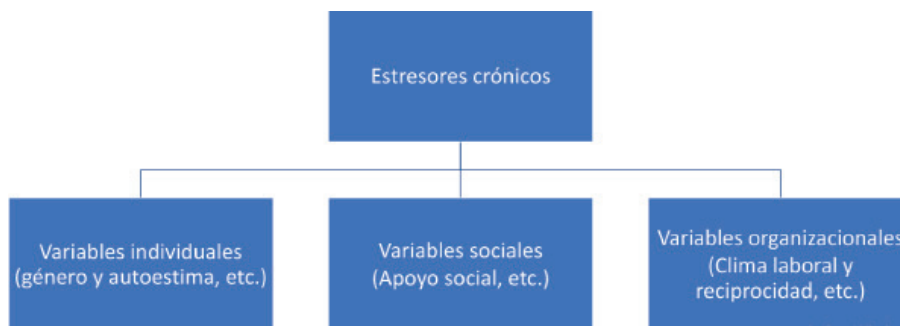 Estresores crónicos
Variables individuales
(género y autoestima, etc.)
Variables sociales
(Apoyo social, etc.)
Variables organizacionales
(Clima laboral y
reciprocidad, etc.)